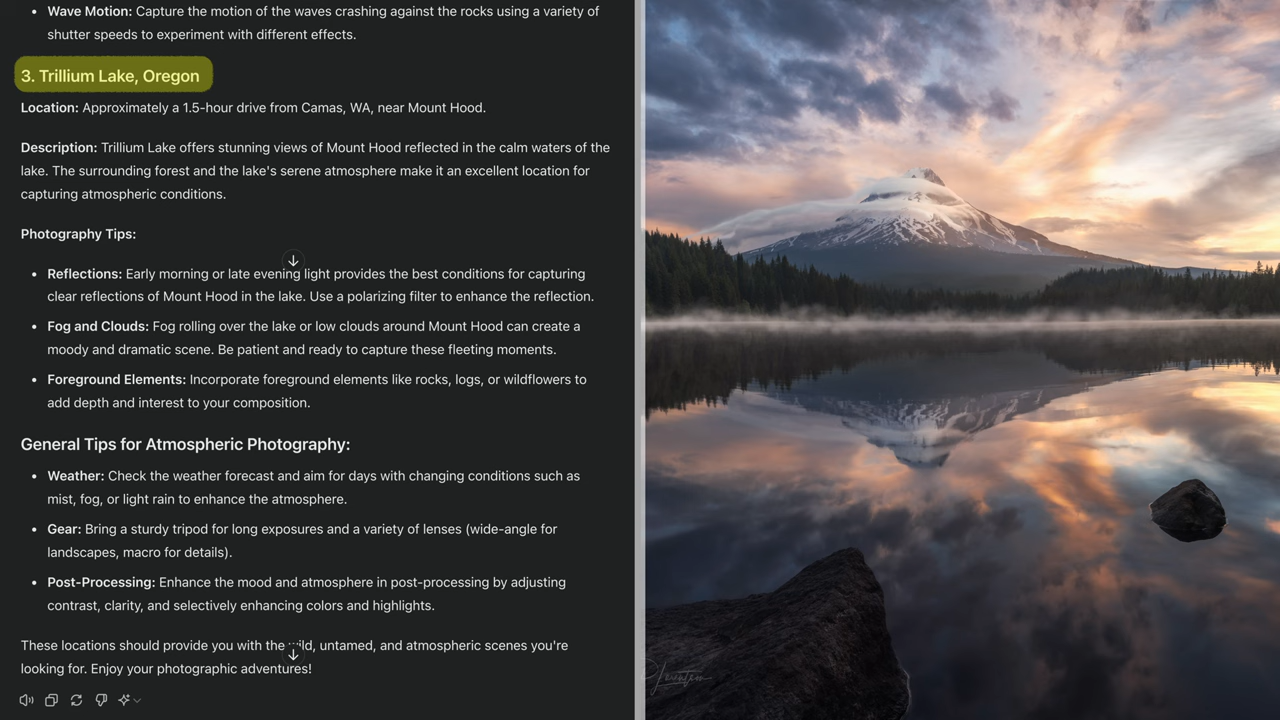 • Wave Motion: Capture the motion of the waves crashing against the rocks using a variety of
shutter speeds to experiment with different effects.
3. Trillium Lake, Oregon
Location: Approximately a 1.5-hour drive from Camas, WA, near Mount Hood.
Description: Trillium Lake offers stunning views of Mount Hood reflected in the calm waters of the
lake. The surrounding forest and the lake's serene atmosphere make it an excellent location for
capturing atmospheric conditions.
Photography Tips:
• Reflections: Early morning or late evening light provides the best conditions for capturing
clear reflections of Mount Hood in the lake. Use a polarizing filter to enhance the reflection.
• Fog and Clouds: Fog rolling over the lake or low clouds around Mount Hood can create a
moody and dramatic scene. Be patient and ready to capture these fleeting moments.
• Foreground Elements: Incorporate foreground elements like rocks, logs, or wildflowers to
add depth and interest to your composition.
General Tips for Atmospheric Photography:
• Weather: Check the weather forecast and aim for days with changing conditions such as
mist, fog, or light rain to enhance the atmosphere.
• Gear: Bring a sturdy tripod for long exposures and a variety of lenses (wide-angle for
landscapes, macro for details).
• Post-Processing: Enhance the mood and atmosphere in post-processing by adjusting
contrast, clarity, and selectively enhancing colors and highlights.
These locations should provide you with the wild, untamed, and atmospheric scenes you're
looking for. Enjoy your photographic adventures!